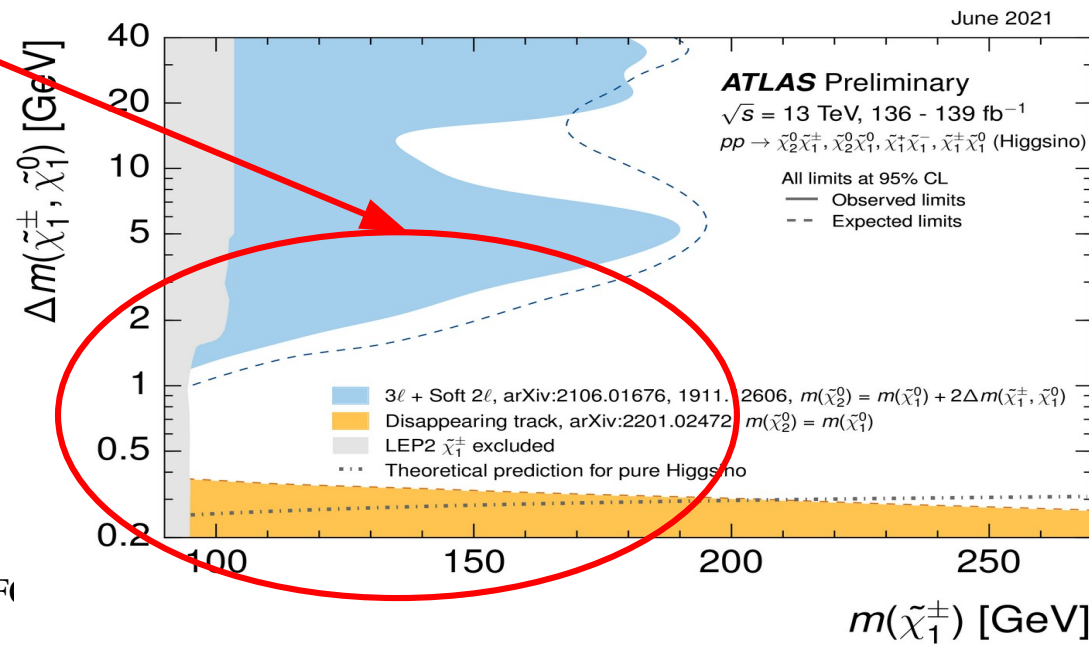 June 2021
Δm(χ̃₁±, χ̃₁⁰) [GeV]
40
20
10
5
2
1
0.5
0.2
ATLAS Preliminary
√s = 13 TeV, 136 - 139 fb⁻¹
pp → χ̃₂⁰χ̃₁±, χ̃₂⁰χ̃₁⁰, χ̃₁⁺χ̃₁⁻, χ̃₁±χ̃₁⁰ (Higgsino)
All limits at 95% CL
Observed limits
Expected limits
3ℓ + Soft 2ℓ, arXiv:2106.01676, 1911. 2606, m(χ̃₂⁰) = m(χ̃₁⁰) + 2Δm(χ̃₁±, χ̃₁⁰)
Disappearing track, arXiv:2201.02472 m(χ̃₂⁰) = m(χ̃₁⁰)
LEP2 χ̃₁± excluded
Theoretical prediction for pure Higgsino
100 150 200 250
m(χ̃₁±) [GeV]